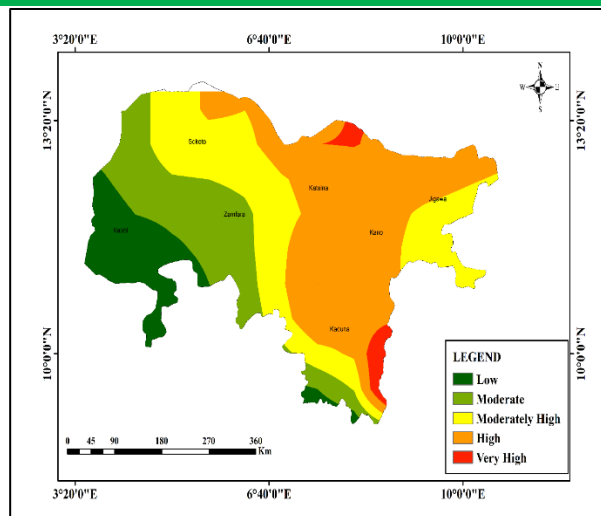 3°20'0"E 6°40'0"E 10°0'0"E
N
W E
S
13°20'0"N 13°20'0"N
Sokoto
Katsina
Jigawa
Zamfara
Kebbi
Kano
Kaduna
10°0'0"N 10°0'0"N
LEGEND
Low
Moderate
Moderately High
High
Very High
0 45 90 180 270 360
Km
3°20'0"E 6°40'0"E 10°0'0"E